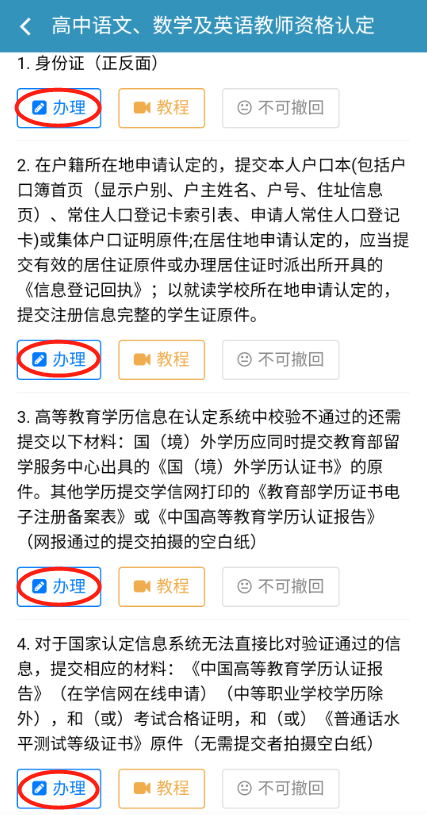 高中语文、数学及英语教师资格认定
1. 身份证（正反面）
办理 教程 不可撤回
2. 在户籍所在地申请认定的，提交本人户口本(包括户
口簿首页（显示户别、户主姓名、户号、住址信息
页）、常住人口登记卡索引表、申请人常住人口登记
卡)或集体户口证明原件;在居住地申请认定的，应当提
交有效的居住证原件或办理居住证时派出所开具的
《信息登记回执》；以就读学校所在地申请认定的，
提交注册信息完整的学生证原件。
办理 教程 不可撤回
3. 高等教育学历信息在认定系统中校验不通过的还需
提交以下材料：国（境）外学历应同时提交教育部留
学服务中心出具的《国（境）外学历认证书》的原
件。其他学历提交学信网打印的《教育部学历证书电
子注册备案表》或《中国高等教育学历认证报告》
（网报通过的提交拍摄的空白纸）
办理 教程 不可撤回
4. 对于国家认定信息系统无法直接比对验证通过的信
息，提交相应的材料：《中国高等教育学历认证报
告》（在学信网在线申请）（中等职业学校学历除
外），和（或）考试合格证明，和（或）《普通话水
平测试等级证书》原件（无需提交者拍摄空白纸）
办理 教程 不可撤回